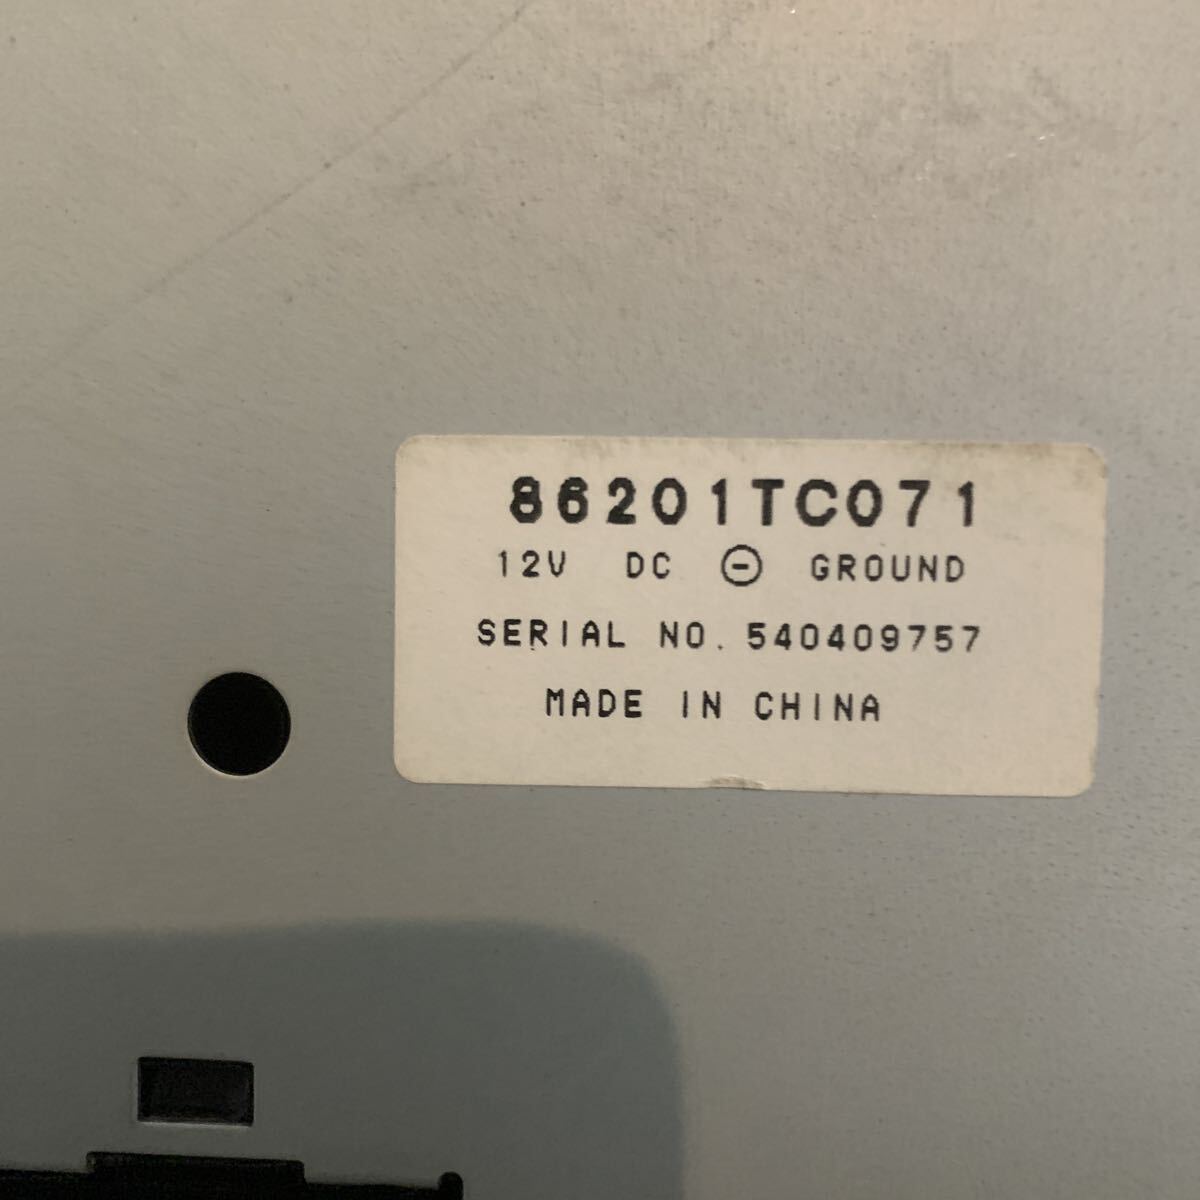 86201TC071
12V DC ⊖ GROUND
SERIAL NO. 540409757
MADE IN CHINA